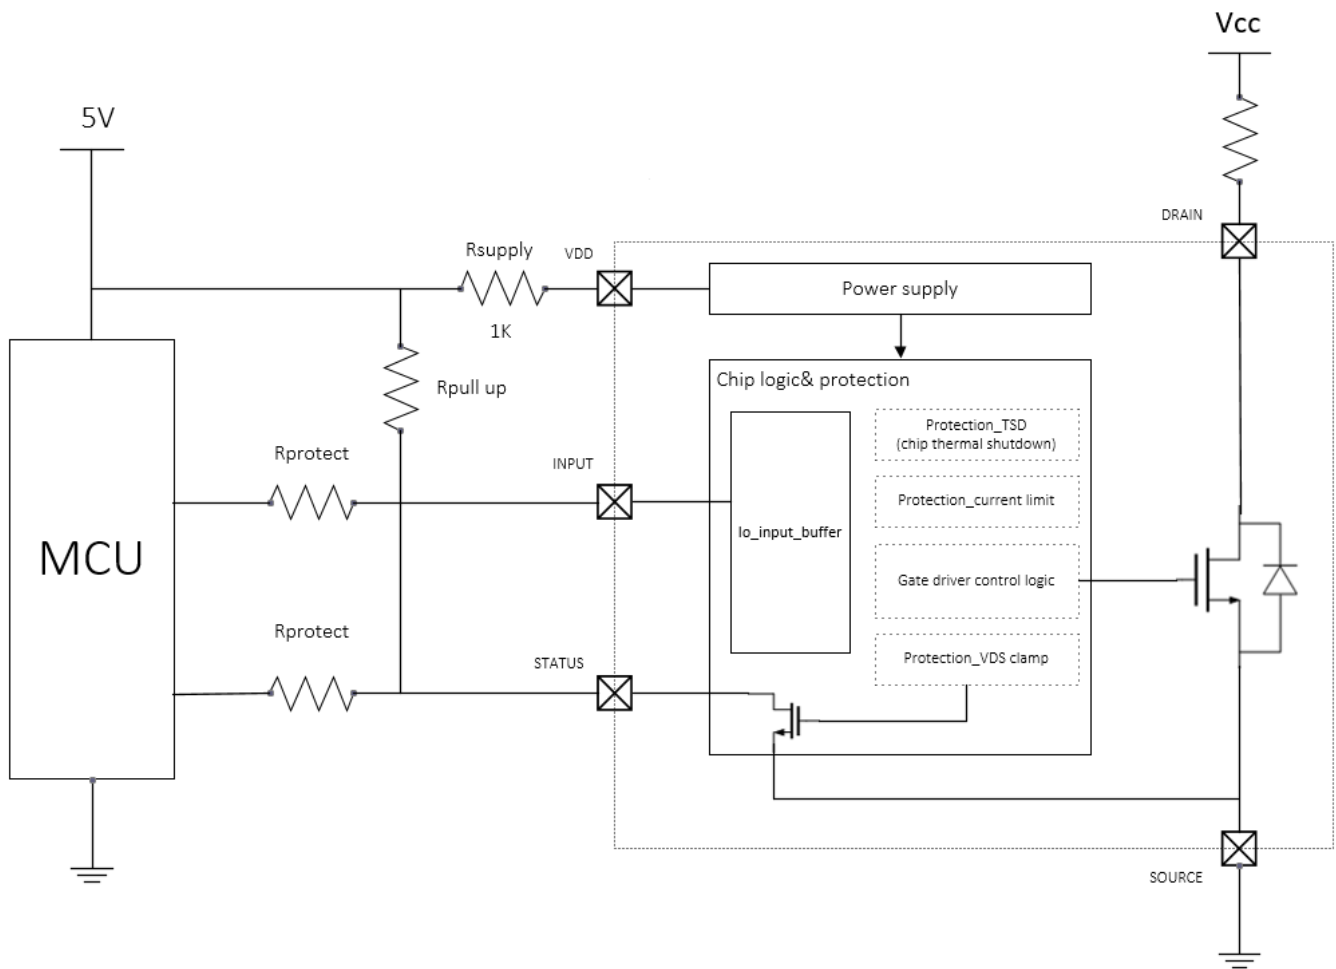 Vcc
5V
DRAIN
Rsupply
VDD
1K
Power supply
Rpull up
Chip logic& protection
Protection_TSD
(chip thermal shutdown)
Rprotect
INPUT
Protection_current limit
Io_input_buffer
MCU
Gate driver control logic
Rprotect
STATUS
Protection_VDS clamp
SOURCE